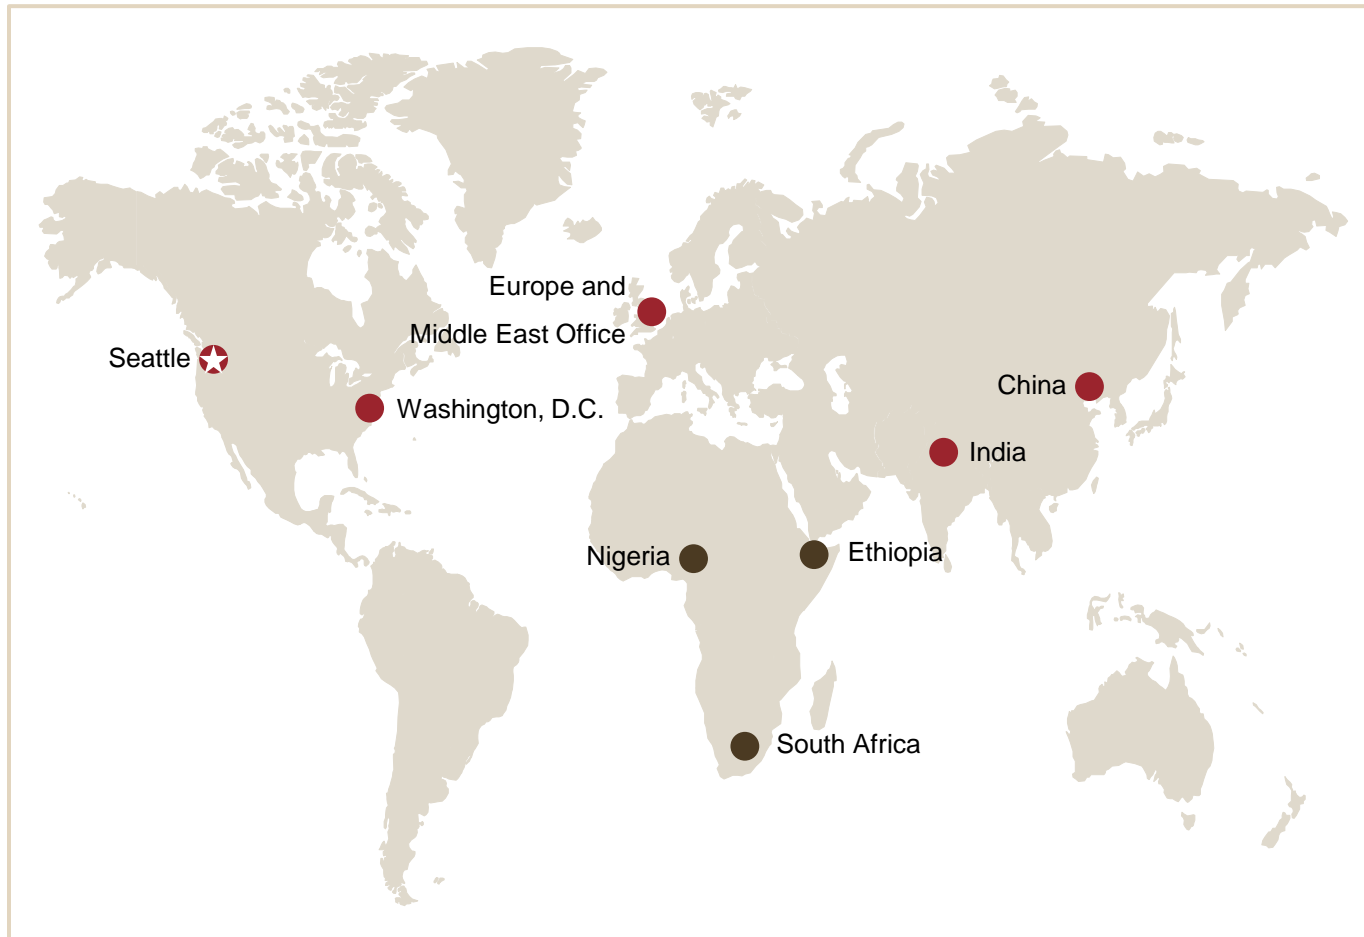 Europe and
Middle East Office
Seattle
Washington, D.C.
China
India
Nigeria
Ethiopia
South Africa